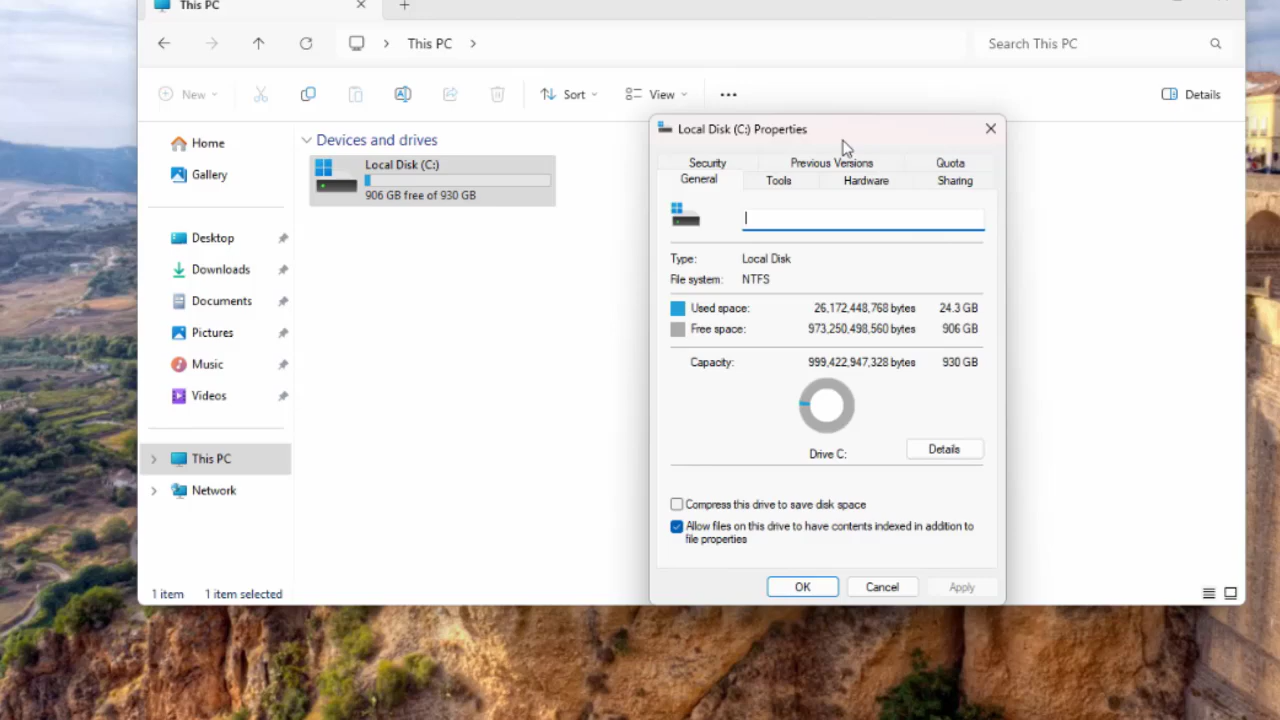 This PC
This PC
Search This PC
New
Sort
View
Details
Home
Gallery
Desktop
Downloads
Documents
Pictures
Music
Videos
This PC
Network
Devices and drives
Local Disk (C:)
906 GB free of 930 GB
1 item 1 item selected
Local Disk (C:) Properties
Security Previous Versions Quota
General Tools Hardware Sharing
Type: Local Disk
File system: NTFS
Used space: 26,172,448,768 bytes 24.3 GB
Free space: 973,250,498,560 bytes 906 GB
Capacity: 999,422,947,328 bytes 930 GB
Drive C: Details
Compress this drive to save disk space
Allow files on this drive to have contents indexed in addition to
file properties
OK Cancel Apply